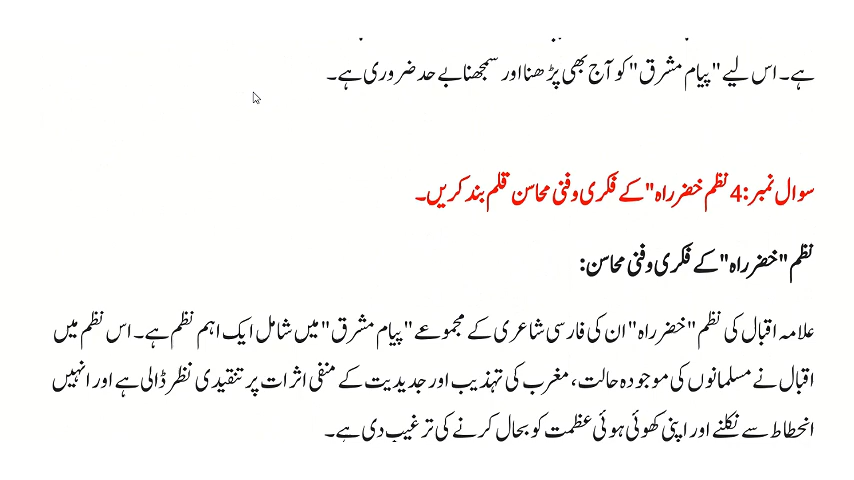 ہے۔ اس لیے "پیام مشرق" کو آج بھی پڑھنا اور سمجھنا بے حد ضروری ہے۔
سوال نمبر:4 نظم خضر راہ" کے فکری و فنی محاسن قلم بند کریں۔
نظم "خضر راہ" کے فکری و فنی محاسن:
علامہ اقبال کی نظم "خضر راہ" ان کی فارسی شاعری کے مجموعے "پیام مشرق" میں شامل ایک اہم نظم ہے۔ اس نظم میں
اقبال نے مسلمانوں کی موجودہ حالت، مغرب کی تہذیب اور جدیدیت کے منفی اثرات پر تنقیدی نظر ڈالی ہے اور انہیں
انحطاط سے نکلنے اور اپنی کھوئی ہوئی عظمت کو بحال کرنے کی ترغیب دی ہے۔